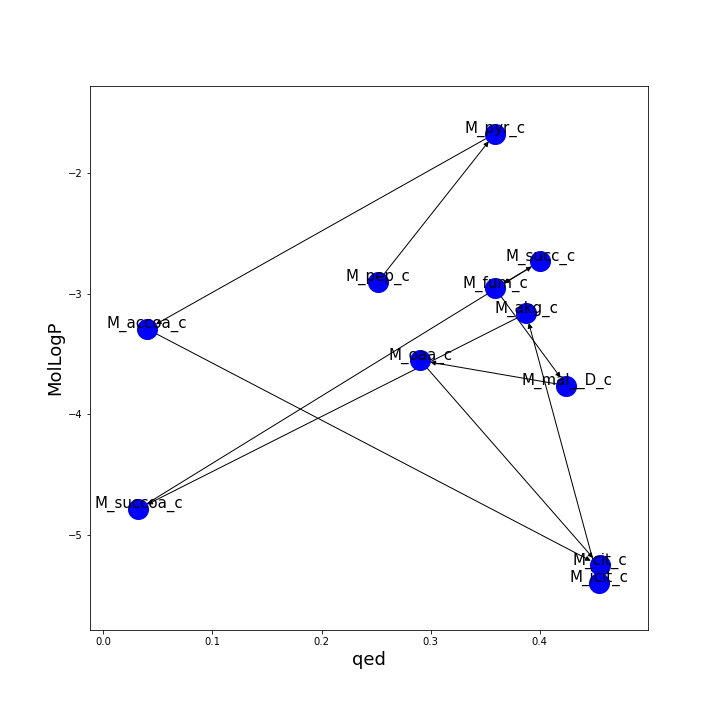 M_pyr_c
M_succ_c
M_pep_c
M_fum_c
M_akg_c
M_accoa_c
M_oaa_c
M_mal__D_c
M_succoa_c
M_cit_c
M_icit_c
MolLogP
−2
−3
−4
−5
0.0 0.1 0.2 0.3 0.4
qed